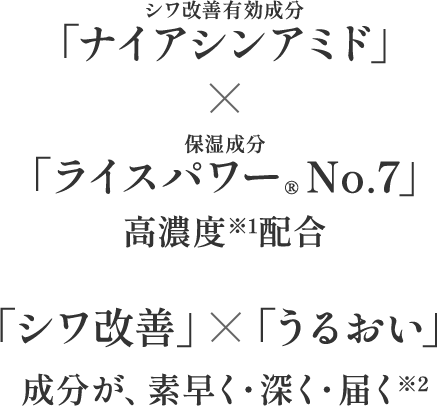 シワ改善有効成分
「ナイアシンアミド」
×
保湿成分
「ライスパワー® No.7」
高濃度※1配合
「シワ改善」×「うるおい」
成分が、素早く・深く・届く※2